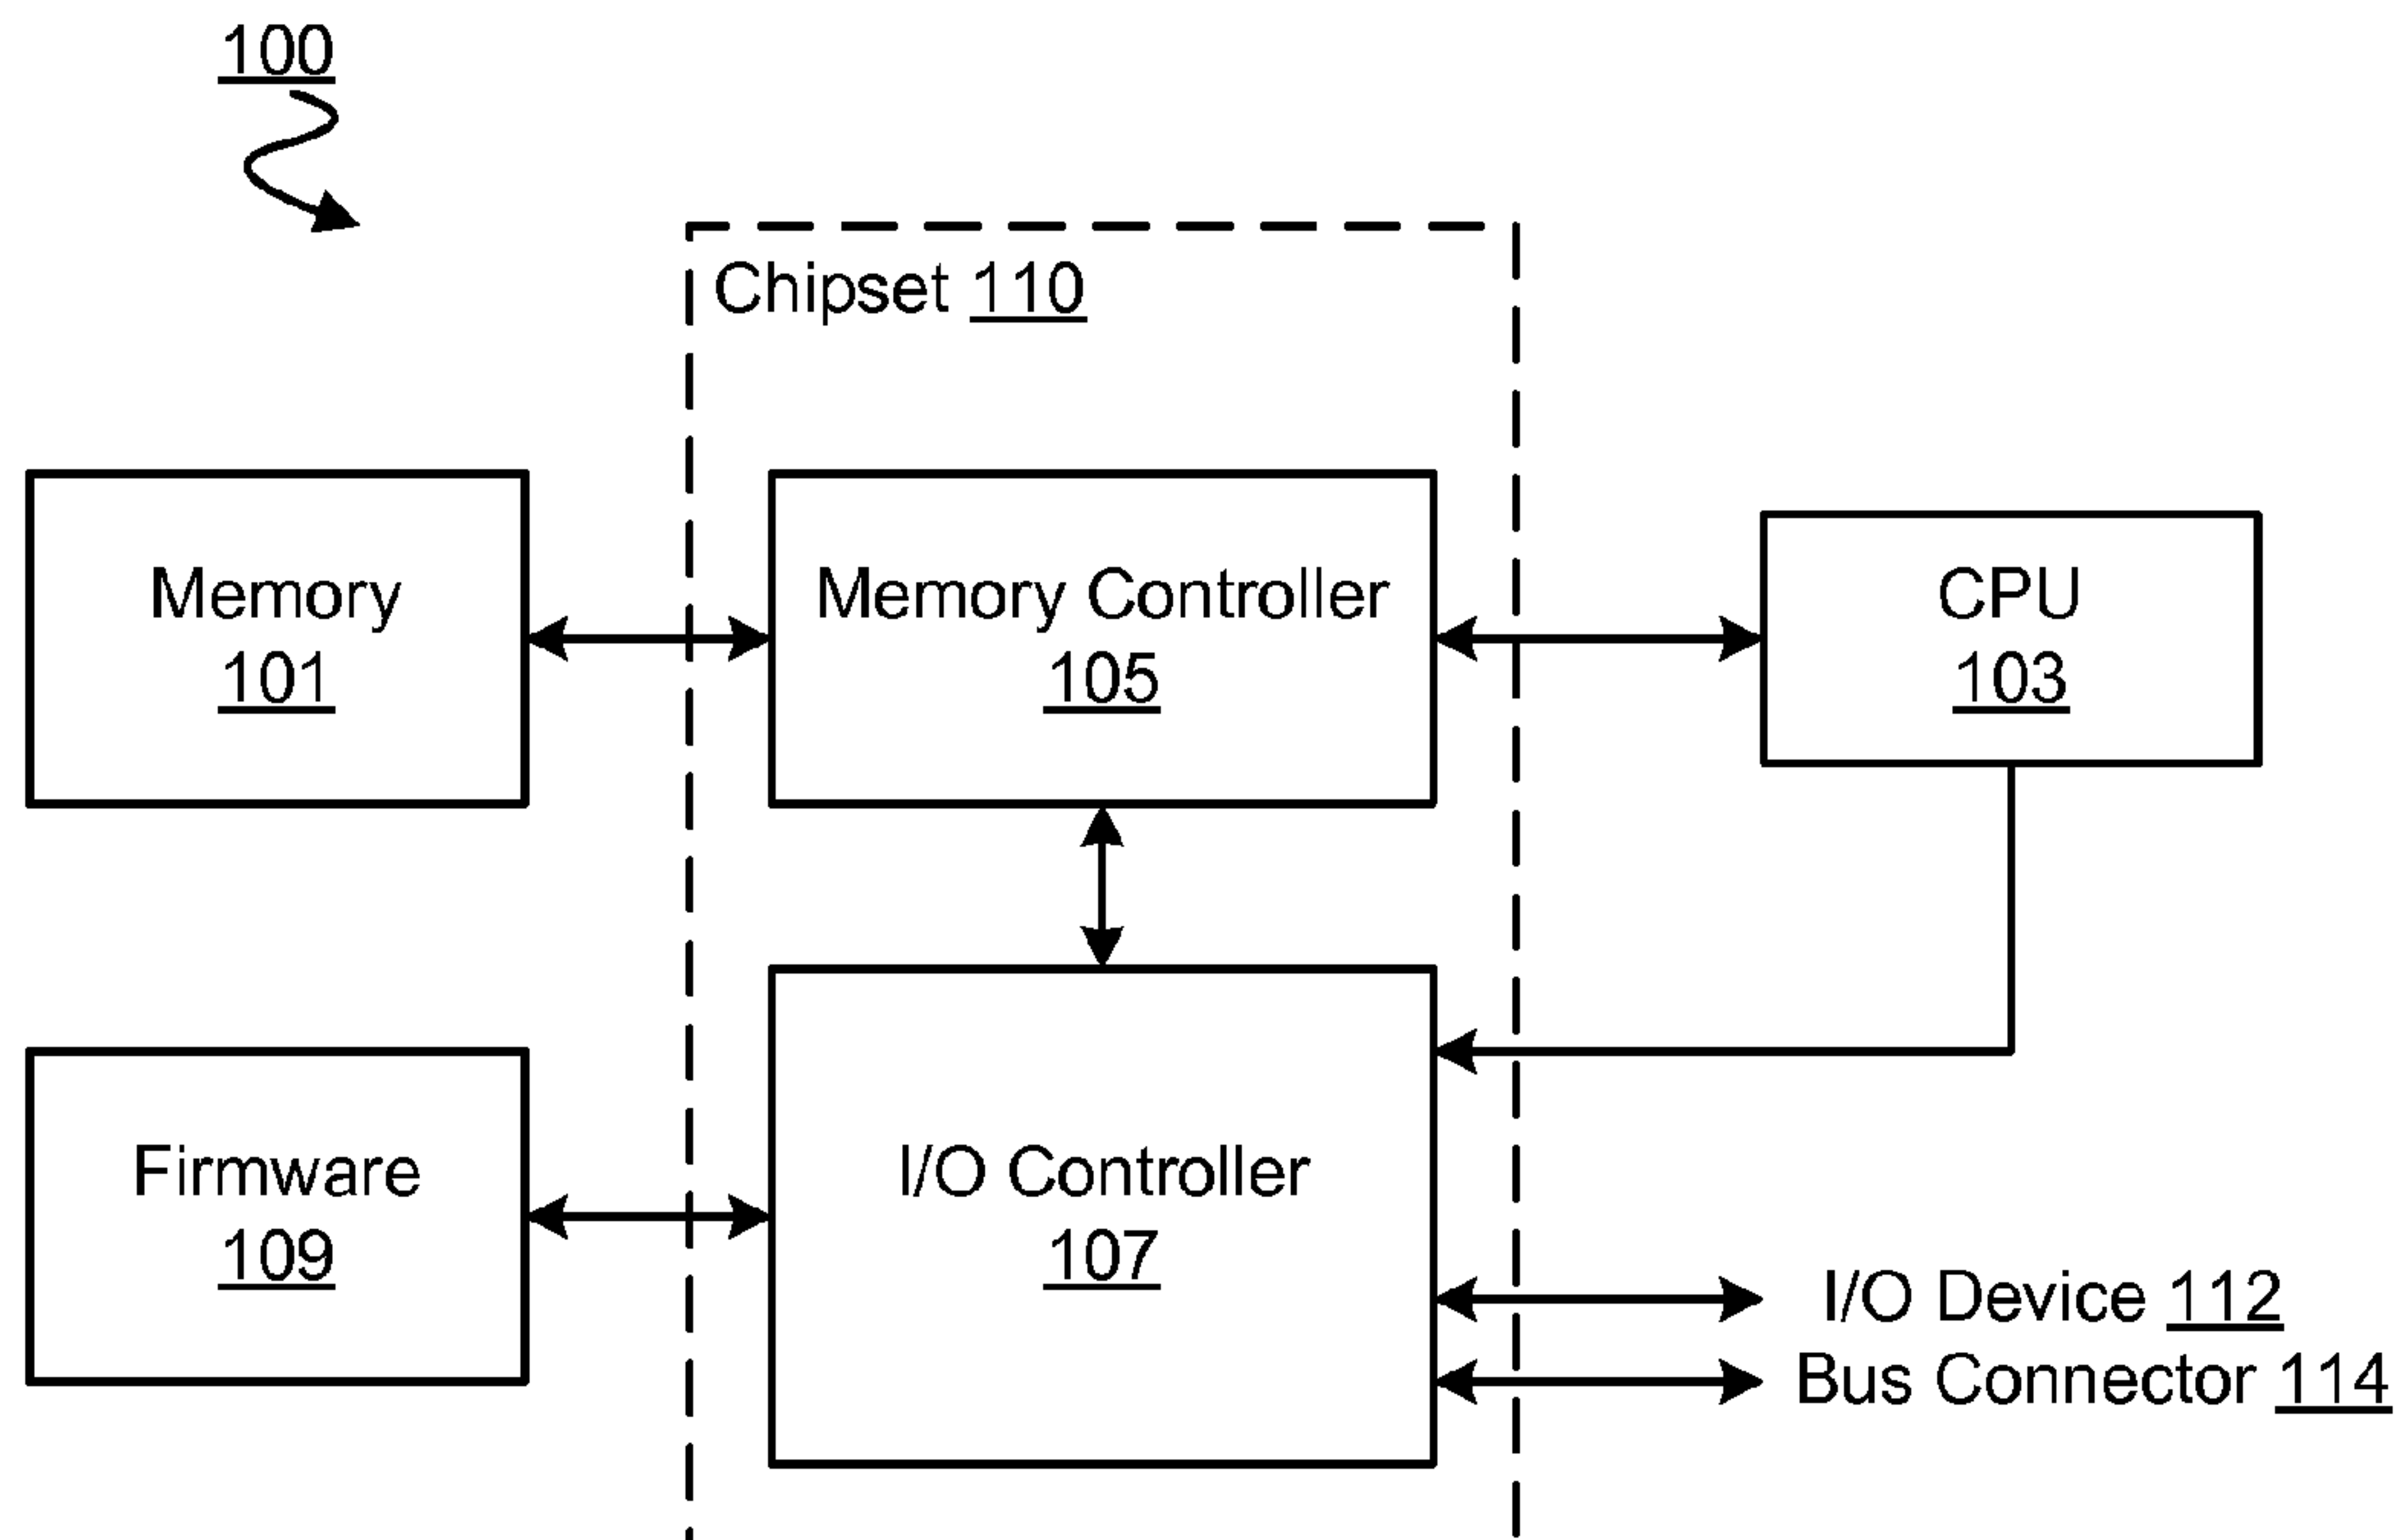 100
Chipset 110
Memory
101
Memory Controller
105
CPU
103
Firmware
109
I/O Controller
107
I/O Device 112
Bus Connector 114